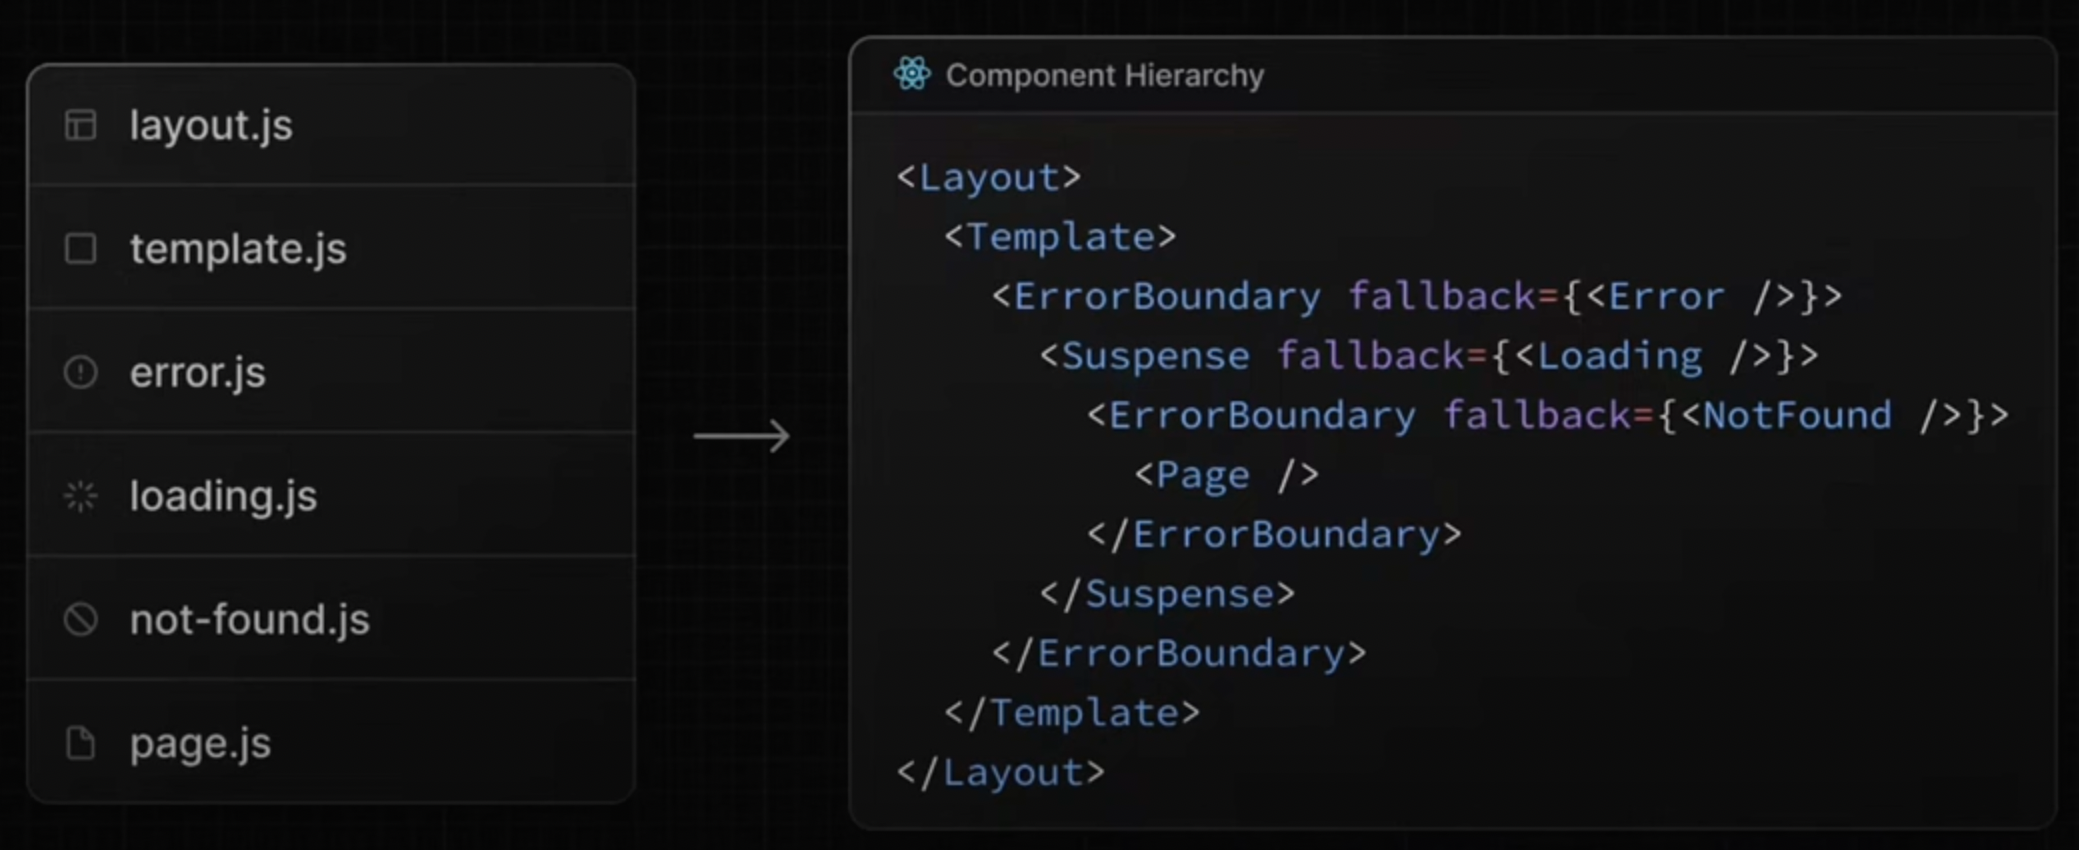 layout.js
template.js
error.js
loading.js
not-found.js
page.js
Component Hierarchy
<Layout>
<Template>
<ErrorBoundary fallback={<Error />}>
<Suspense fallback={<Loading />}>
<ErrorBoundary fallback={<NotFound />}>
<Page />
</ErrorBoundary>
</Suspense>
</ErrorBoundary>
</Template>
</Layout>